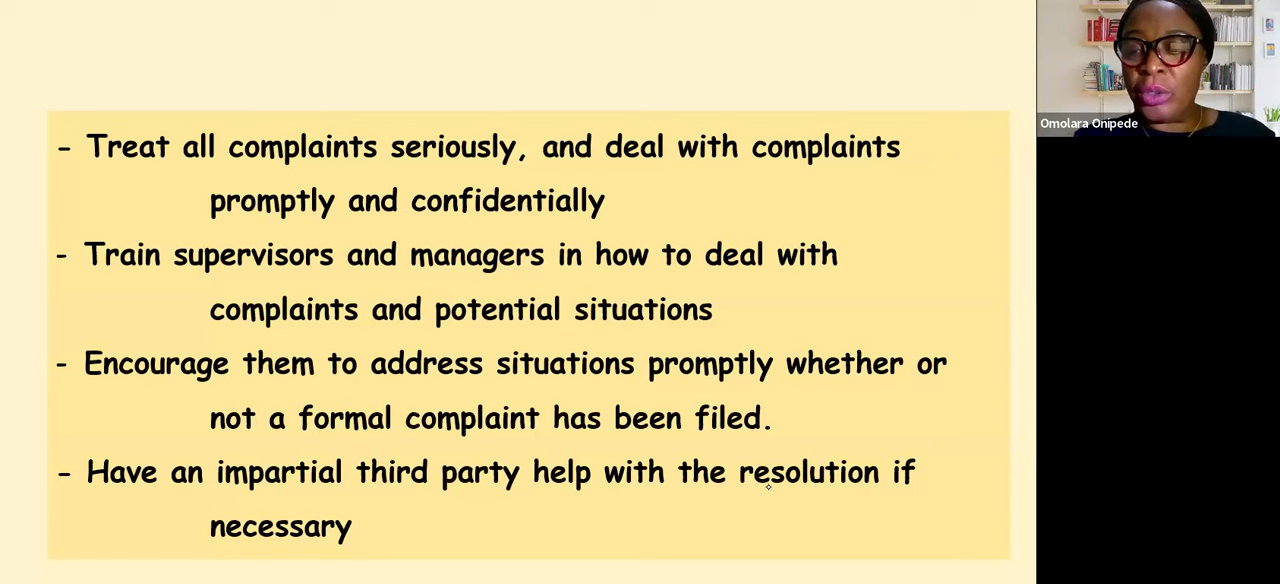 - Treat all complaints seriously, and deal with complaints
promptly and confidentially
- Train supervisors and managers in how to deal with
complaints and potential situations
- Encourage them to address situations promptly whether or
not a formal complaint has been filed.
- Have an impartial third party help with the resolution if
necessary
Omolara Onipede